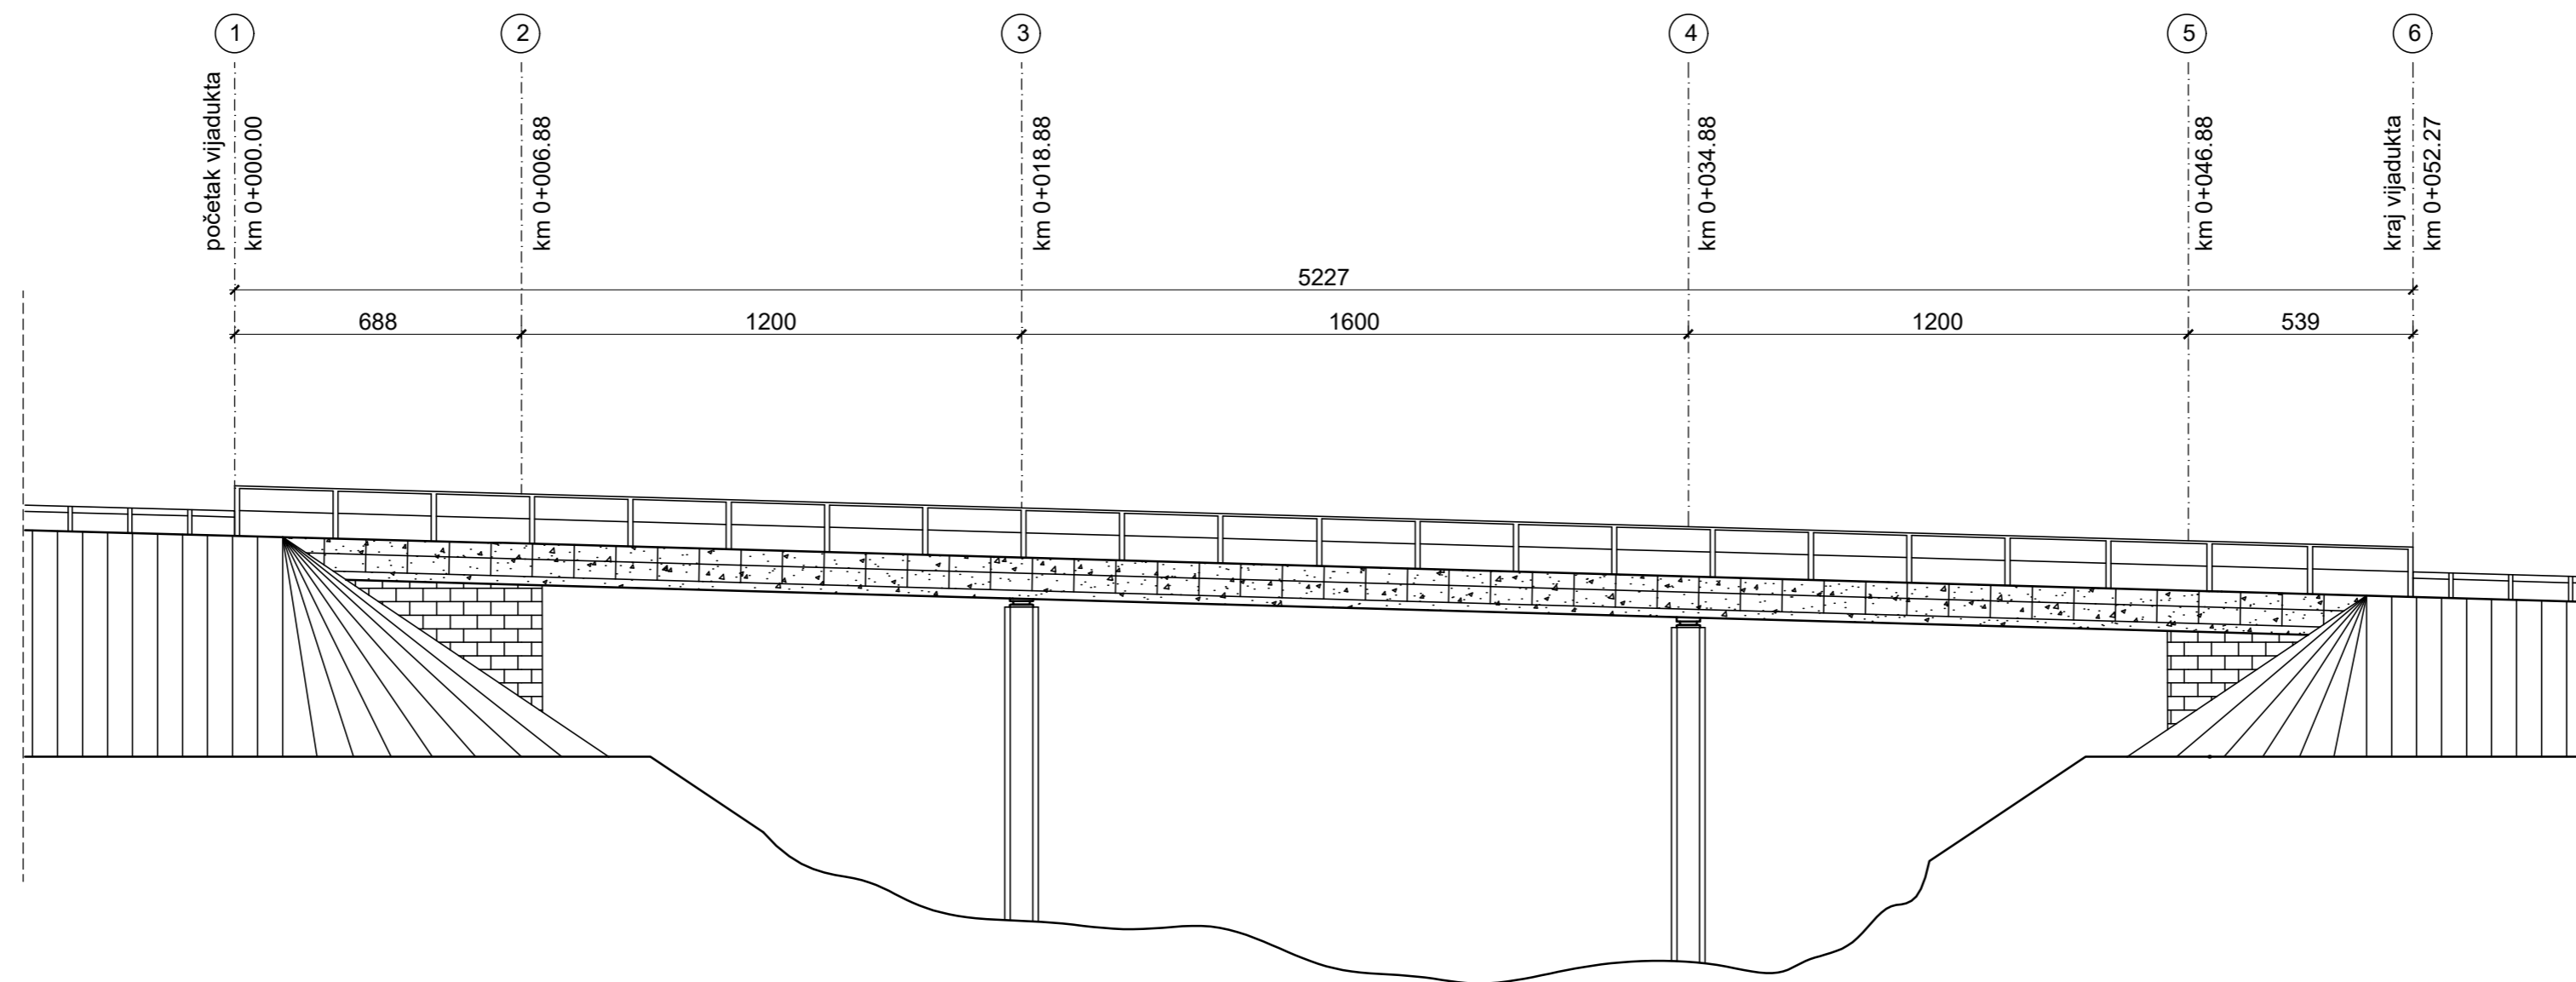 1
2
3
4
5
6
početak vijadukta
km 0+000.00
km 0+006.88
km 0+018.88
km 0+034.88
km 0+046.88
kraj vijadukta
km 0+052.27
5227
688
1200
1600
1200
539